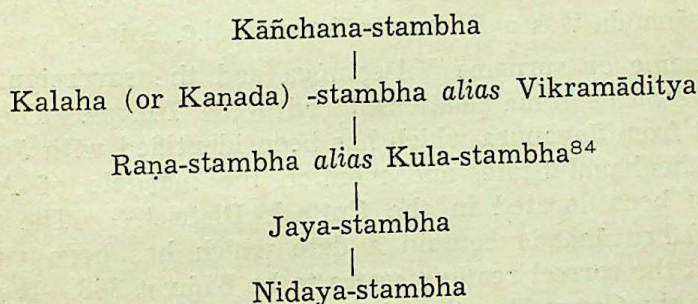 Kāñchana-stambha
Kalaha (or Kaṇada) -stambha alias Vikramāditya
Raṇa-stambha alias Kula-stambha84
Jaya-stambha
Nidaya-stambha